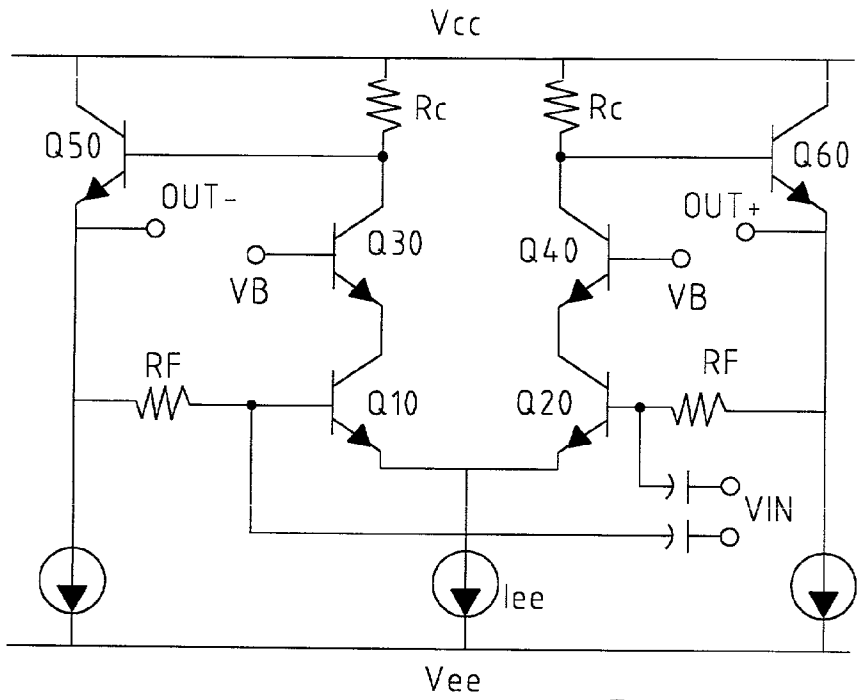 Vcc
Rc
Rc
Q50
Q60
OUT-
OUT+
Q30
Q40
VB
VB
RF
RF
Q10
Q20
VIN
Iee
Vee